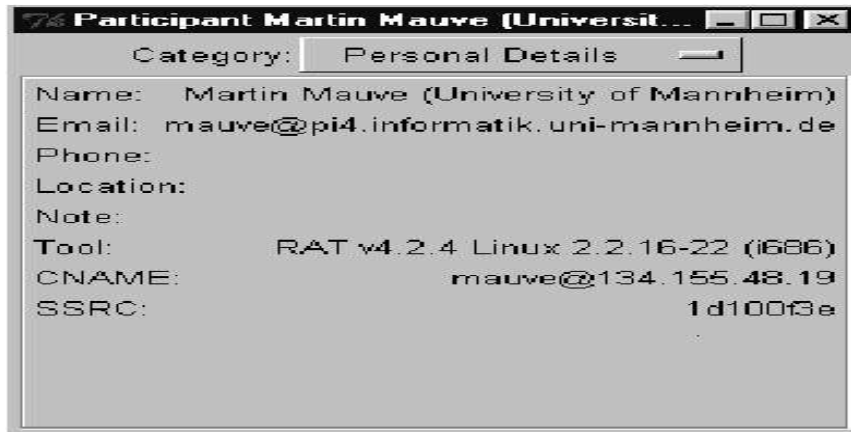 Participant Martin Mauve (Universit...
Category: Personal Details
Name: Martin Mauve (University of Mannheim)
Email: mauve@pi4.informatik.uni-mannheim.de
Phone:
Location:
Note:
Tool: RAT v4.2.4 Linux 2.2.16-22 (i686)
CNAME: mauve@134.155.48.19
SSRC: 1d100f3e